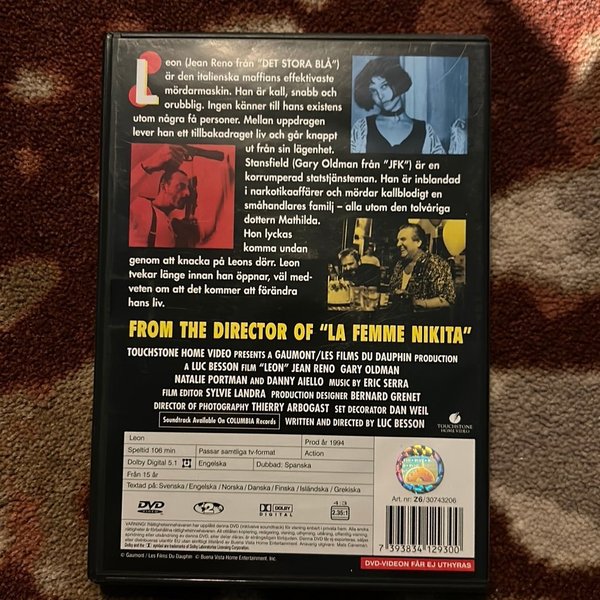 Leon (Jean Reno från "DET STORA BLÅ")
är den italienska maffians effektivaste
mördarmaskin. Han är kall, snabb och
orubblig. Ingen känner till hans existens
utom några få personer. Mellan uppdragen
lever han ett tillbakadraget liv och går knappt
ut från sin lägenhet.
Stansfield (Gary Oldman från "JFK") är en
korrumperad statstjänsteman. Han är inblandad
i narkotikaaffärer och mördar kallblodigt en
småhandlares familj – alla utom den tolvåriga
dottern Mathilda.
Hon lyckas
komma undan
genom att knacka på Leons dörr. Leon
tvekar länge innan han öppnar, väl med-
veten om att det kommer att förändra
hans liv.
FROM THE DIRECTOR OF "LA FEMME NIKITA"
TOUCHSTONE HOME VIDEO PRESENTS A GAUMONT/LES FILMS DU DAUPHIN PRODUCTION
A LUC BESSON FILM "LEON" JEAN RENO GARY OLDMAN
NATALIE PORTMAN AND DANNY AIELLO MUSIC BY ERIC SERRA
FILM EDITOR SYLVIE LANDRA PRODUCTION DESIGNER BERNARD GRENET
DIRECTOR OF PHOTOGRAPHY THIERRY ARBOGAST SET DECORATOR DAN WEIL
Soundtrack Available On COLUMBIA Records WRITTEN AND DIRECTED BY LUC BESSON
TOUCHSTONE
HOME VIDEO
Leon Prod år 1994
Speltid 106 min Passar samtliga tv-format Action
Dolby Digital 5.1 Engelska Dubbad: Spanska
Från 15 år
Textad på: Svenska / Engelska / Norska / Danska / Finska / Isländska / Grekiska
Art. nr: Z6/30743206
DVD VIDEO 2 DOLBY DIGITAL 4:3 2.35:1
7 393834 129300
© Gaumont / Les Films Du Dauphin © Buena Vista Home Entertainment, Inc.
DVD-VIDEON FÅR EJ UTHYRAS